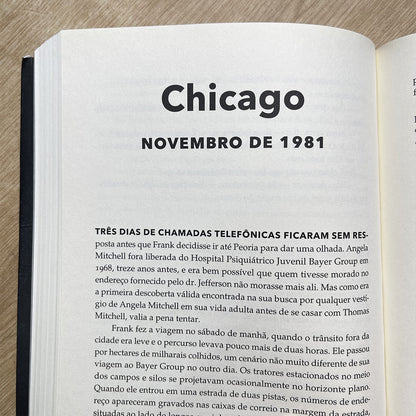 Chicago
NOVEMBRO DE 1981
TRÊS DIAS DE CHAMADAS TELEFÔNICAS FICARAM SEM RES-
posta antes que Frank decidisse ir até Peoria para dar uma olhada. Angela
Mitchell fora liberada do Hospital Psiquiátrico Juvenil Bayer Group em
1968, treze anos antes, e era bem possível que quem tivesse morado no
endereço fornecido pelo dr. Jefferson não morasse mais ali. Mas como era
a primeira descoberta válida encontrada na sua busca por qualquer vestí-
gio de Angela Mitchell em sua vida adulta antes de se casar com Thomas
Mitchell, valia a pena tentar.
Frank fez a viagem no sábado de manhã, quando o trânsito fora da
cidade era leve e o percurso levava pouco mais de duas horas. Ele passou
por hectares de milharais colhidos, um cenário não muito diferente de sua
viagem ao Bayer Group no outro dia. Os tratores estacionados no meio
dos campos e silos se projetavam ocasionalmente no horizonte plano.
Quando ele entrou em uma estrada de duas pistas, os números de ende-
reço apareceram gravados nas caixas de correio na margem da estrada